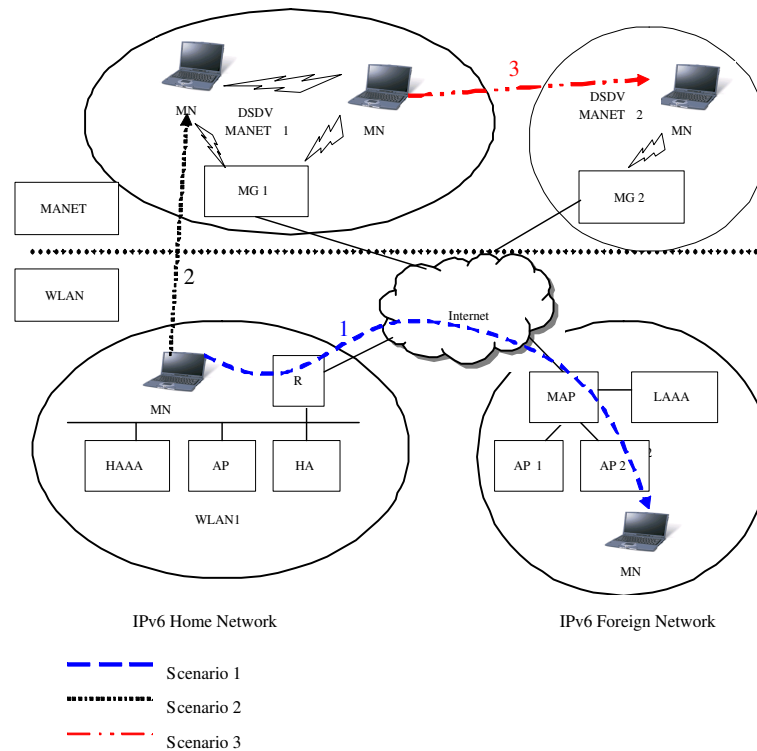 3
MN
DSDV
MANET 1
MN
DSDV
MANET 2
MN
MG 1
MG 2
MANET
WLAN
2
Internet
1
R
MN
MAP
LAAA
HAAA
AP
HA
AP 1
AP 2
2
WLAN1
MN
IPv6 Home Network
IPv6 Foreign Network
Scenario 1
Scenario 2
Scenario 3